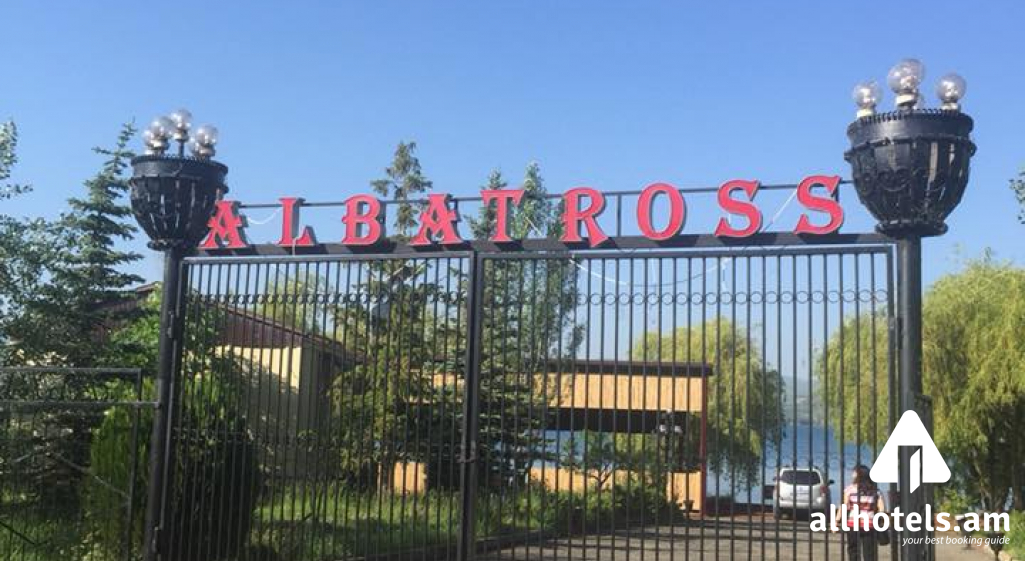 ALBATROSS
allhotels.am
your best booking guide